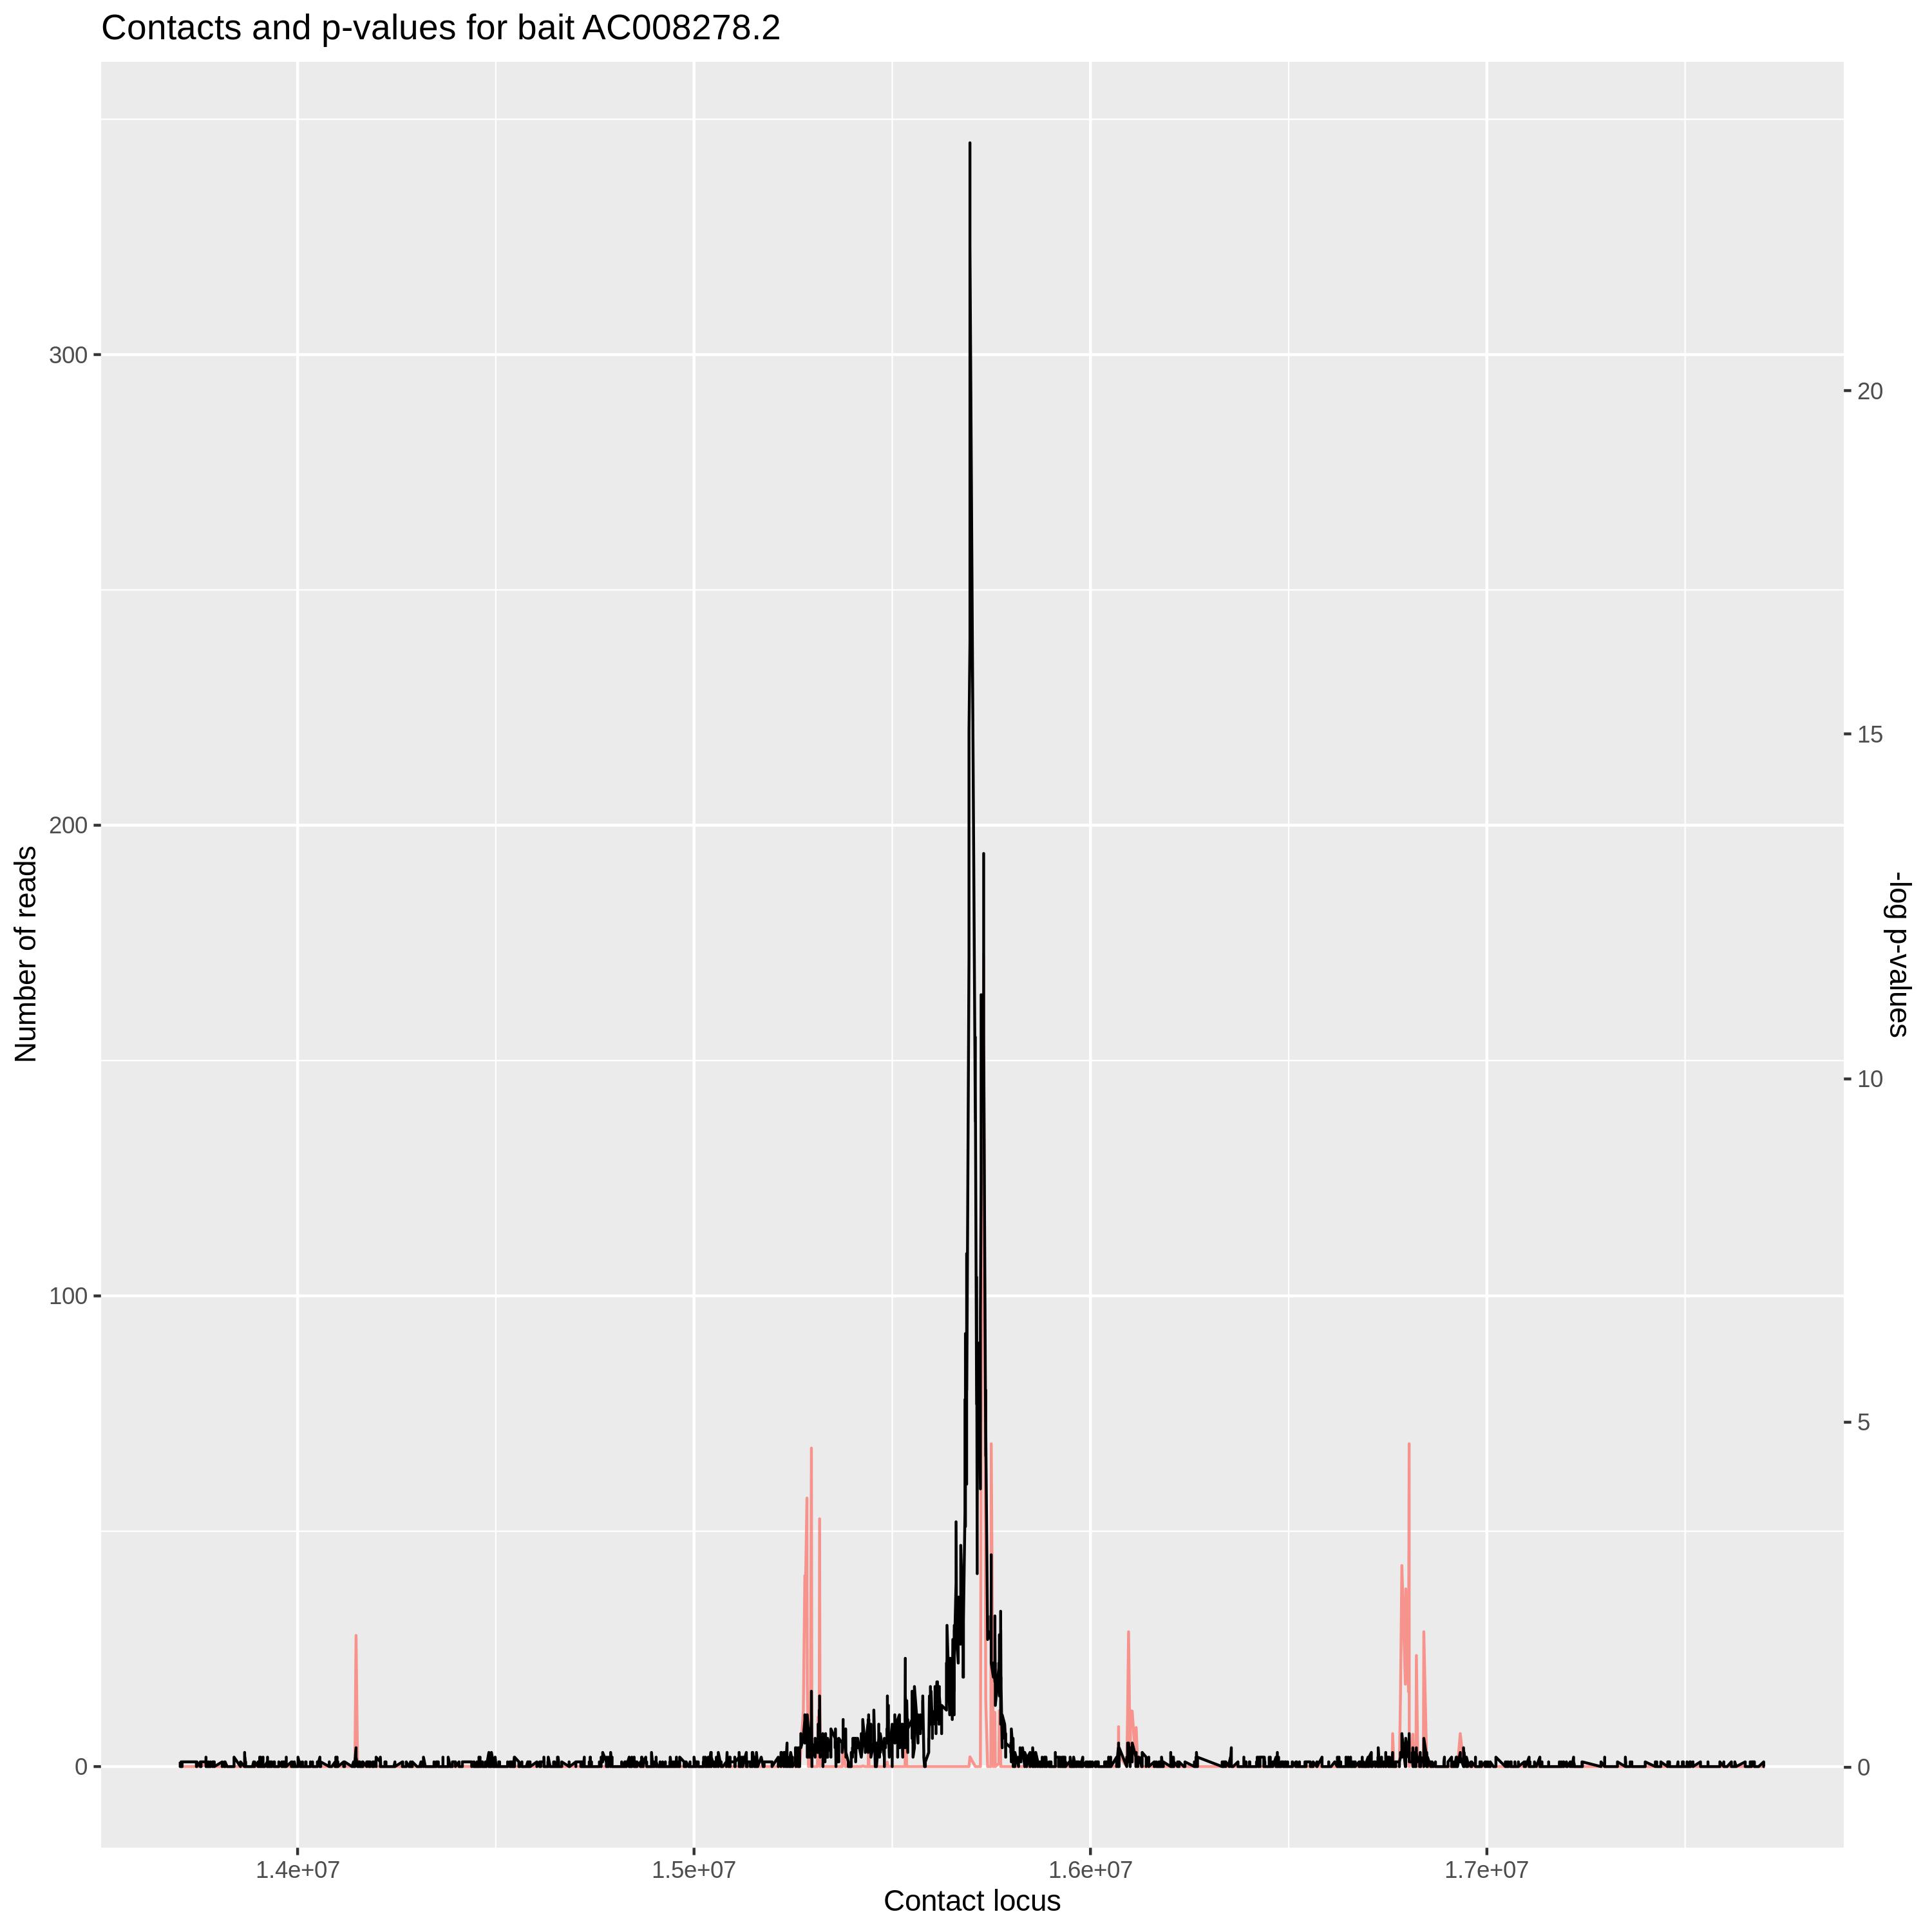 Contacts and p-values for bait AC008278.2
Number of reads
300
200
100
0
20
15
10
5
0
-log p-values
1.4e+07 1.5e+07 1.6e+07 1.7e+07
Contact locus